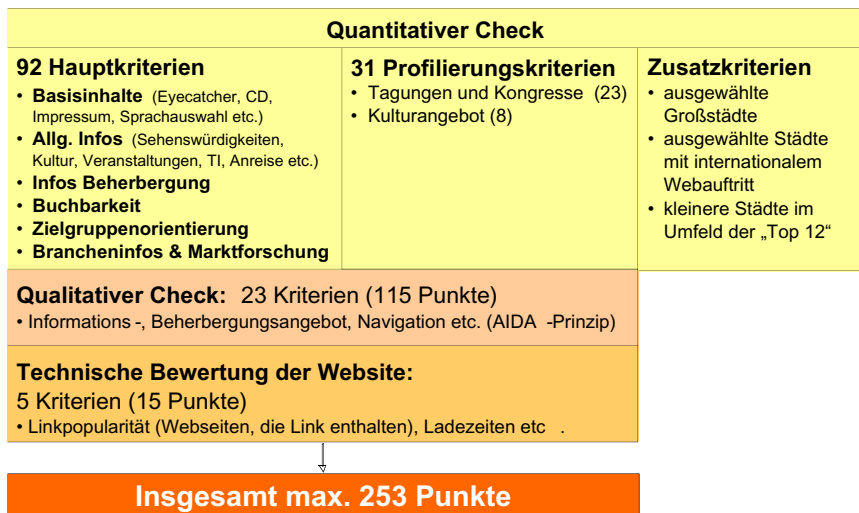 Quantitativer Check
92 Hauptkriterien
• Basisinhalte (Eyecatcher, CD,
Impressum, Sprachauswahl etc.)
• Allg. Infos (Sehenswürdigkeiten,
Kultur, Veranstaltungen, TI, Anreise etc.)
• Infos Beherbergung
• Buchbarkeit
• Zielgruppenorientierung
• Brancheninfos & Marktforschung
31 Profilierungskriterien
• Tagungen und Kongresse (23)
• Kulturangebot (8)
Zusatzkriterien
• ausgewählte
Großstädte
• ausgewählte Städte
mit internationalem
Webauftritt
• kleinere Städte im
Umfeld der „Top 12“
Qualitativer Check: 23 Kriterien (115 Punkte)
• Informations -, Beherbergungsangebot, Navigation etc. (AIDA -Prinzip)
Technische Bewertung der Website:
5 Kriterien (15 Punkte)
• Linkpopularität (Webseiten, die Link enthalten), Ladezeiten etc .
Insgesamt max. 253 Punkte